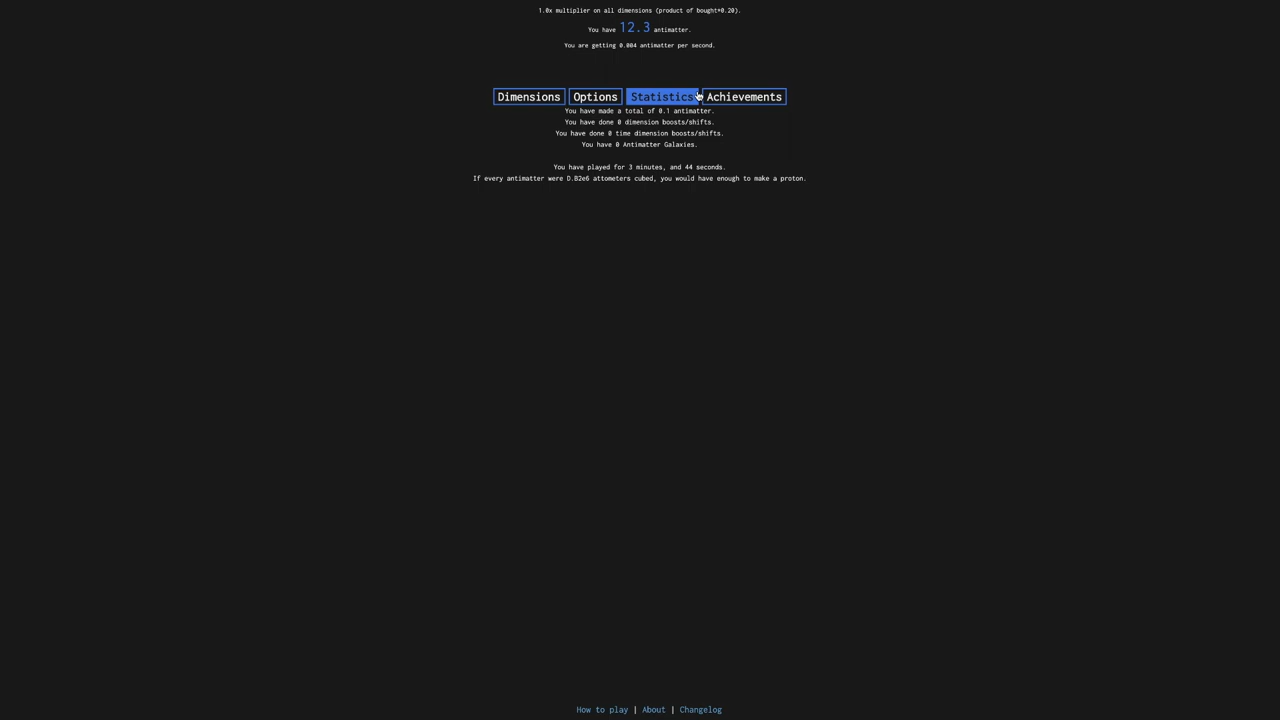 1.0x multiplier on all dimensions (product of bought*0.20).
You have 12.3 antimatter.
You are getting 0.004 antimatter per second.
Dimensions Options Statistics Achievements
You have made a total of 0.1 antimatter.
You have done 0 dimension boosts/shifts.
You have done 0 time dimension boosts/shifts.
You have 0 Antimatter Galaxies.
You have played for 3 minutes, and 44 seconds.
If every antimatter were D.B2e6 attometers cubed, you would have enough to make a proton.
How to play | About | Changelog